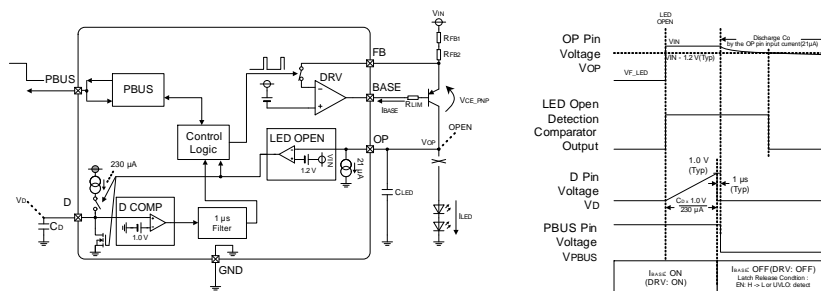 VIN
RFB1
RFB2
FB
PBUS
PBUS
DRV
BASE
IBASE
RLIM
VCE_PNP
Control
Logic
LED OPEN
VIN
1.2 V
21 µA
OP
VOP
OPEN
230 µA
D
VD
CD
D COMP
1.0 V
1 µs
Filter
CLED
ILED
GND
LED
OPEN
OP Pin
Voltage
VOP
VIN
VIN - 1.2 V(Typ)
VF_LED
Discharge Co
by the OP pin input current(21µA)
LED Open
Detection
Comparator
Output
D Pin
Voltage
VD
1.0 V
(Typ)
1 µs
(Typ)
CD x 1.0 V
230 µA
PBUS Pin
Voltage
VPBUS
IBASE ON
(DRV: ON)
IBASE OFF(DRV: OFF)
Latch Release Condtion :
EN: H -> L or UVLO: detect